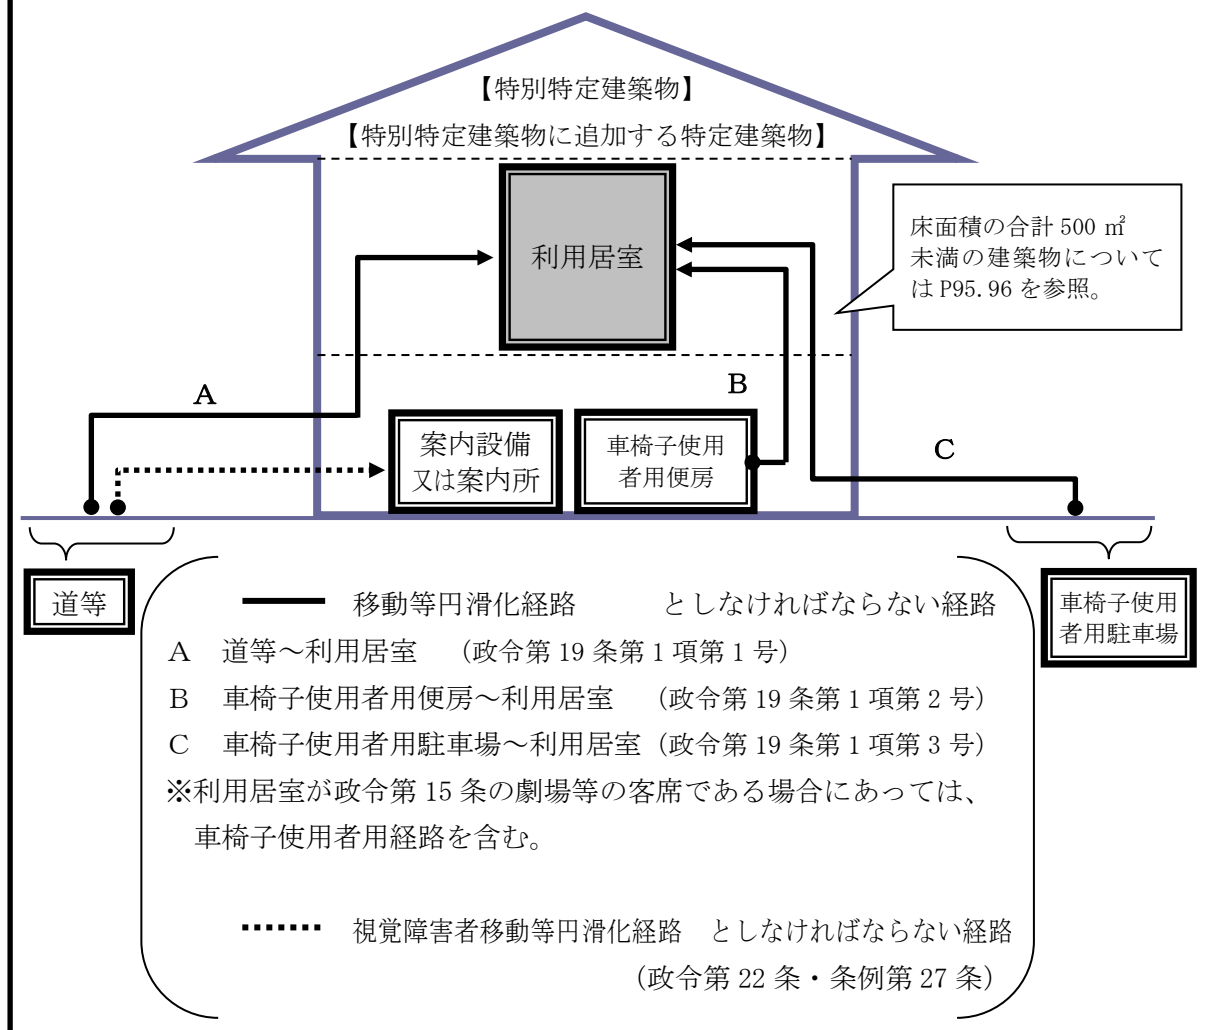 【特別特定建築物】
【特別特定建築物に追加する特定建築物】
利用居室
床面積の合計 500 ㎡
未満の建築物について
は P95.96 を参照。
A
B
C
案内設備
又は案内所
車椅子使用
者用便房
道等
車椅子使用
者用駐車場
移動等円滑化経路 としなければならない経路
A 道等～利用居室 （政令第 19 条第 1 項第 1 号）
B 車椅子使用者用便房～利用居室 （政令第 19 条第 1 項第 2 号）
C 車椅子使用者用駐車場～利用居室（政令第 19 条第 1 項第 3 号）
※利用居室が政令第 15 条の劇場等の客席である場合にあっては、
車椅子使用者用経路を含む。
視覚障害者移動等円滑化経路 としなければならない経路
（政令第 22 条・条例第 27 条）